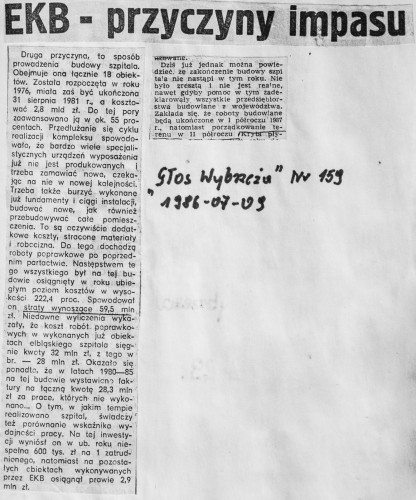 EKB - przyczyny impasu
Druga przyczyna, to sposób
prowadzenia budowy szpitala.
Obejmuje ona łącznie 18 obiek-
tów. Została rozpoczęta w roku
1976, miała zaś być ukończona
31 sierpnia 1981 r., a koszto-
wać 2,8 mld zł. Do tej pory
zaawansowaną ją w ok. 55 pro-
centach. Przedłużanie się cyklu
realizacji kompleksu spowodo-
wało, że bardzo wiele specjali-
stycznych urządzeń wyposażenia
już nie jest produkowanych i
trzeba zamawiać nowe, czeka-
jąc na nie w nowej kolejności.
Trzeba także burzyć wykonane
już fundamenty i ciągi instalacji,
budować nowe, jak również
przebudowywać całe pomiesz-
czenia. To są oczywiście dodat-
kowe koszty, stracone materiały
i robocizna. Do tego dochodzą
roboty poprawkowe po poprzed-
nim partactwie. Następstwem te-
go wszystkiego był na tej bu-
dowie osiągnięty w roku ubie-
głym poziom kosztów w wyso-
kości 222,4 proc. Spowodował
on straty wynoszące 59,5 mln
zł. Niedawne wyliczenia wyka-
zały, że koszt robót poprawko-
wych w wykonanych już obiek-
tach elbląskiego szpitala sięg-
nie kwoty 32 mln zł, z tego w
br. — 28 mln zł. Okazało się
ponadto, że w latach 1980—85
na tej budowie wystawiono fak-
tury na łączną kwotę 28,3 mln
zł za prace, których nie wyko-
nano... O tym, w jakim tempie
realizowano szpital, świadczy
też porównanie wskaźnika wy-
dajności pracy. Na tej inwesty-
cji wyniósł on w ub. roku nie-
spełna 600 tys. zł na 1 zatrud-
nionego, natomiast na pozosta-
łych obiektach wykonywanych
przez EKB osiągnął prawie 2,9
mln zł.
Dziś już jednak można powie-
dzieć, że zakończenie budowy szpi
tala nie nastąpi w tym roku. Nie
było zresztą i nie jest realne,
nawet gdyby pomoc w tym zade-
klarowały wszystkie przedsiębior-
stwa budowlane z województwa.
Zakłada się, że roboty budowlane
będą ukończone w I półroczu 1987
r., natomiast porządkowanie te-
renu w II półroczu
"Głos Wybrzeża" Nr 159
"1986-07-09